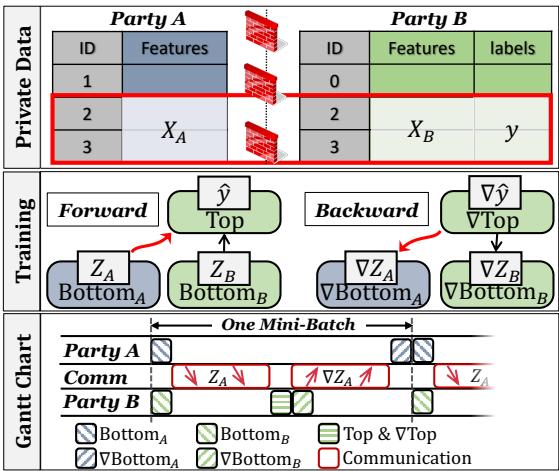 Private Data
Party A
Party B
ID Features
1
2
3
X_A
ID Features labels
0
2
3
X_B y
Training
Forward
ŷ
Top
Z_A
Bottom_A
Z_B
Bottom_B
Backward
∇ŷ
∇Top
∇Z_A
∇Bottom_A
∇Z_B
∇Bottom_B
Gantt Chart
One Mini-Batch
Party A
Comm Z_A ∇Z_A Z_A
Party B
Bottom_A Bottom_B Top & ∇Top
∇Bottom_A ∇Bottom_B Communication